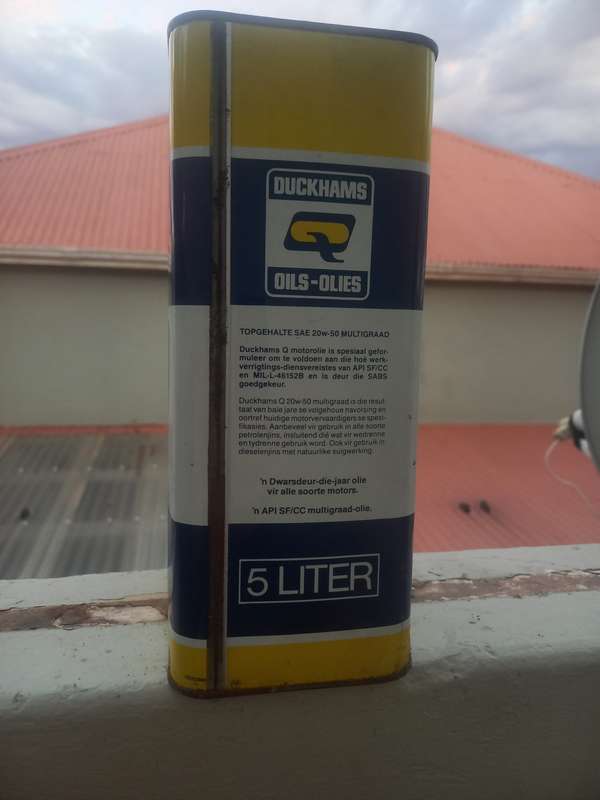 DUCKHAMS
Q
OILS-OLIES
TOPGEHALTE SAE 20w-50 MULTIGRAAD
Duckhams Q motorolie is spesiaal gefor-
muleer om te voldoen aan die hoë werk-
verrigtings-diensvereistes van API SF/CC
en MIL-L-46152B en is deur die SABS
goedgekeur.
Duckhams Q 20w-50 multigraad is die resul-
taat van baie jare se volgehoue navorsing en
oortref huidige motorvervaardigers se spesi-
fikasies. Aanbeveel vir gebruik in alle soorte
petrolenjins, insluitend dié wat vir wedrenne
en tydrenne gebruik word. Ook vir gebruik in
dieselenjins met natuurlike suigwerking.
'n Dwarsdeur-die-jaar olie
vir alle soorte motors.
'n API SF/CC multigraad-olie.
5 LITER